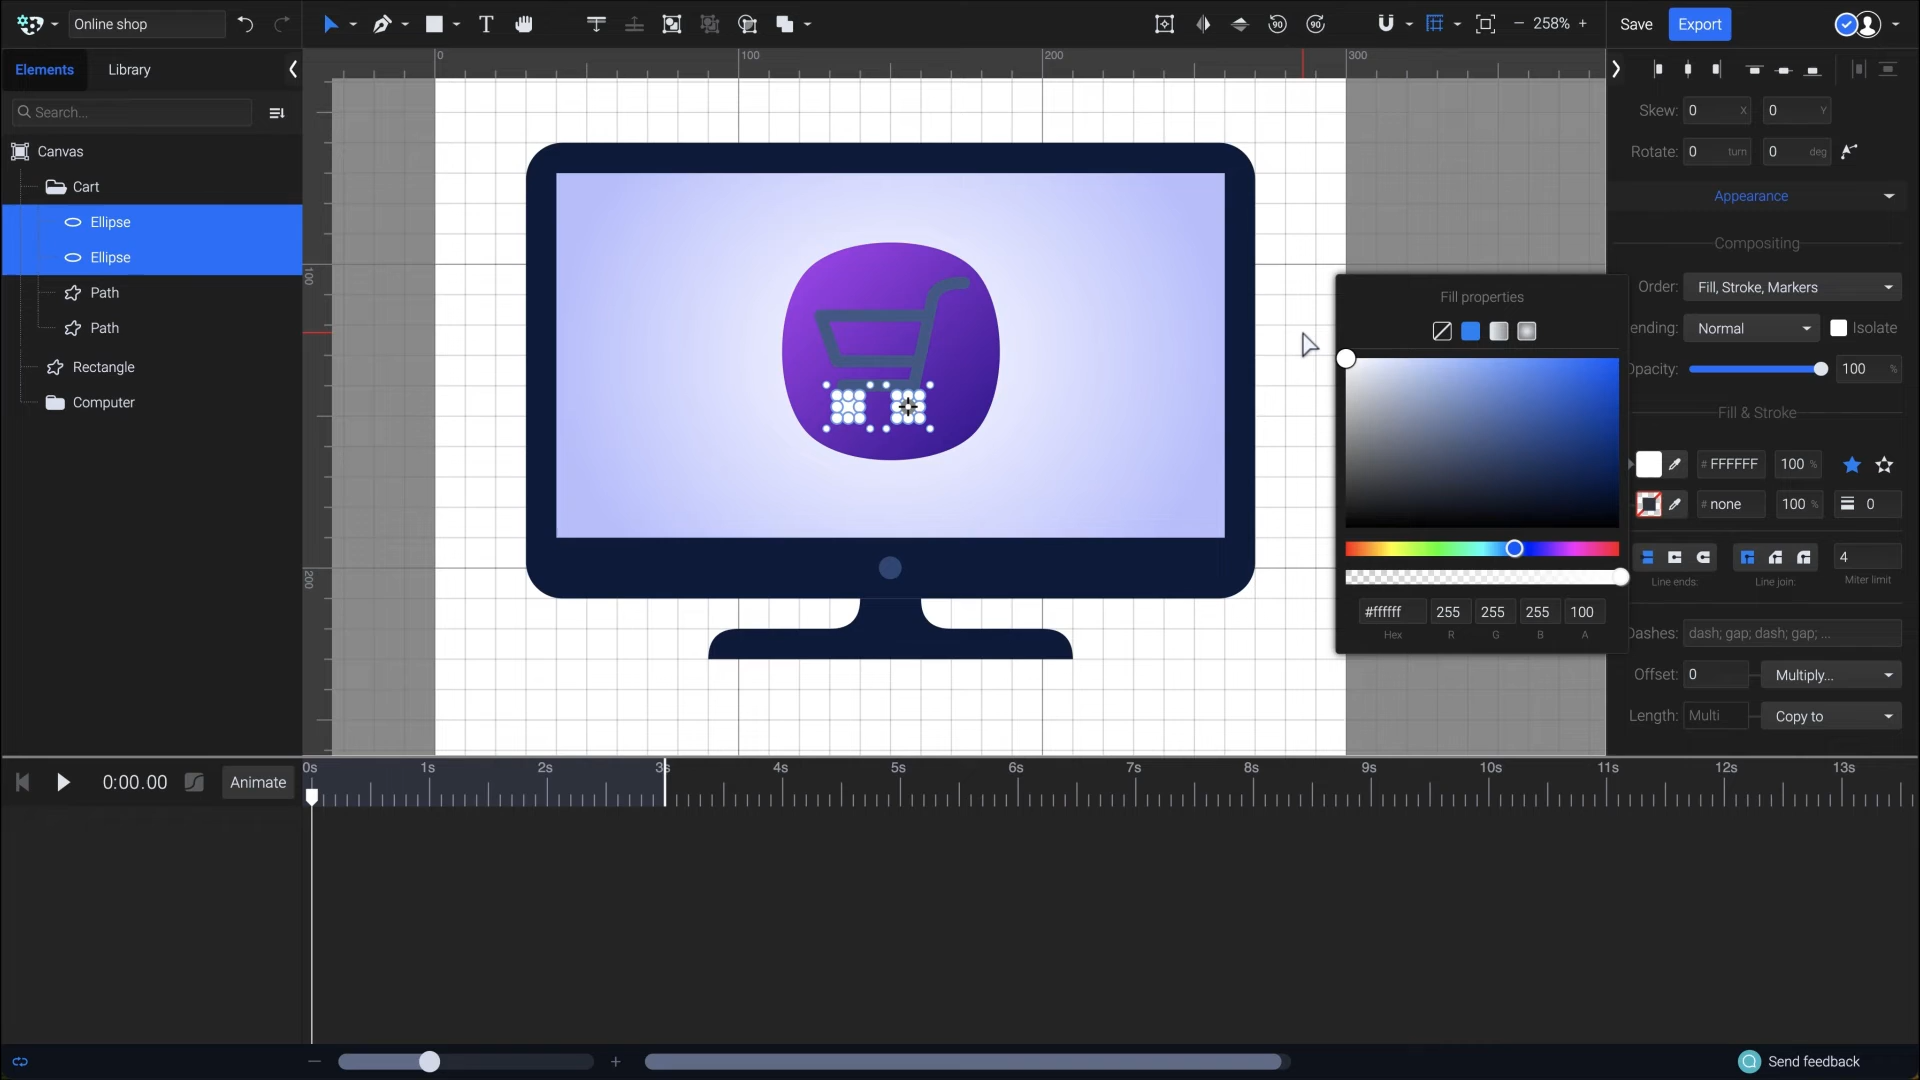 Online shop
258%
Save
Export
Elements
Library
Search...
Canvas
Cart
Ellipse
Ellipse
Path
Path
Rectangle
Computer
0
100
200
300
100
200
Skew: 0 X 0 Y
Rotate: 0 turn 0 deg
Appearance
Compositing
Order: Fill, Stroke, Markers
ending: Normal Isolate
Opacity: 100 %
Fill & Stroke
# FFFFFF 100 %
# none 100 % 0
4
Line ends: Line join: Miter limit
Dashes: dash; gap; dash; gap; ...
Offset: 0 Multiply...
Length: Multi Copy to
Fill properties
#ffffff 255 255 255 100
Hex R G B A
0:00.00
Animate
0s 1s 2s 3s 4s 5s 6s 7s 8s 9s 10s 11s 12s 13s
Send feedback